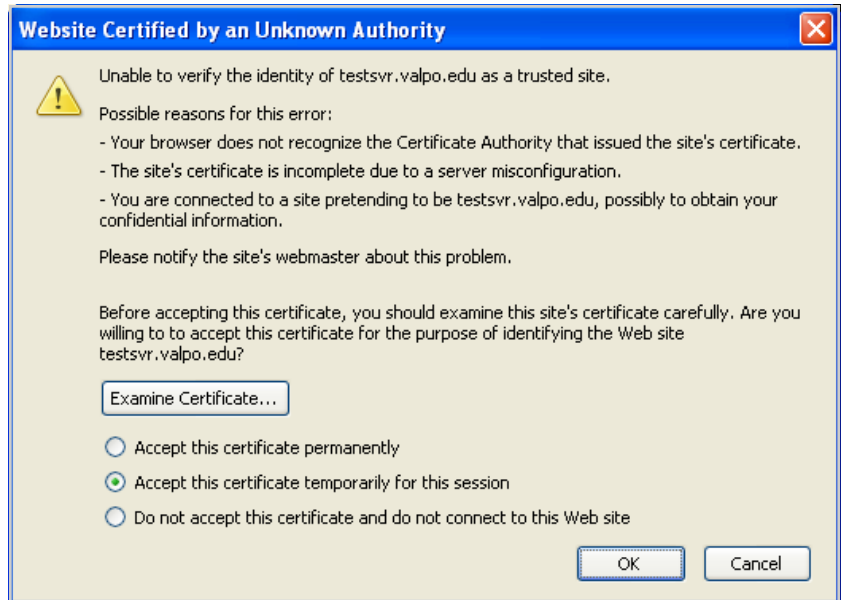 Website Certified by an Unknown Authority
Unable to verify the identity of testsvr.valpo.edu as a trusted site.
Possible reasons for this error:
- Your browser does not recognize the Certificate Authority that issued the site's certificate.
- The site's certificate is incomplete due to a server misconfiguration.
- You are connected to a site pretending to be testsvr.valpo.edu, possibly to obtain your
confidential information.
Please notify the site's webmaster about this problem.
Before accepting this certificate, you should examine this site's certificate carefully. Are you
willing to to accept this certificate for the purpose of identifying the Web site
testsvr.valpo.edu?
Examine Certificate...
Accept this certificate permanently
Accept this certificate temporarily for this session
Do not accept this certificate and do not connect to this Web site
OK Cancel